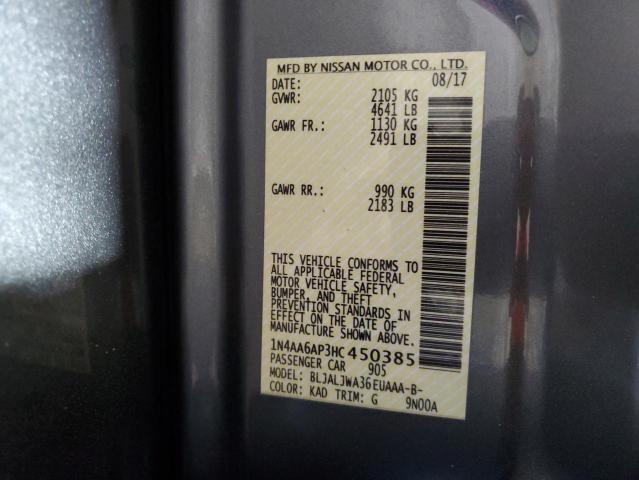 MFD BY NISSAN MOTOR CO., LTD.
DATE: 08/17
GVWR: 2105 KG
4641 LB
GAWR FR.: 1130 KG
2491 LB
GAWR RR.: 990 KG
2183 LB
THIS VEHICLE CONFORMS TO
ALL APPLICABLE FEDERAL
MOTOR VEHICLE SAFETY,
BUMPER, AND THEFT
PREVENTION STANDARDS IN
EFFECT ON THE DATE OF
MANUFACTURE SHOWN ABOVE.
1N4AA6AP3HC450385
PASSENGER CAR 905
MODEL: BLJALJWA36EUAAA-B-
COLOR: KAD TRIM: G 9N00A